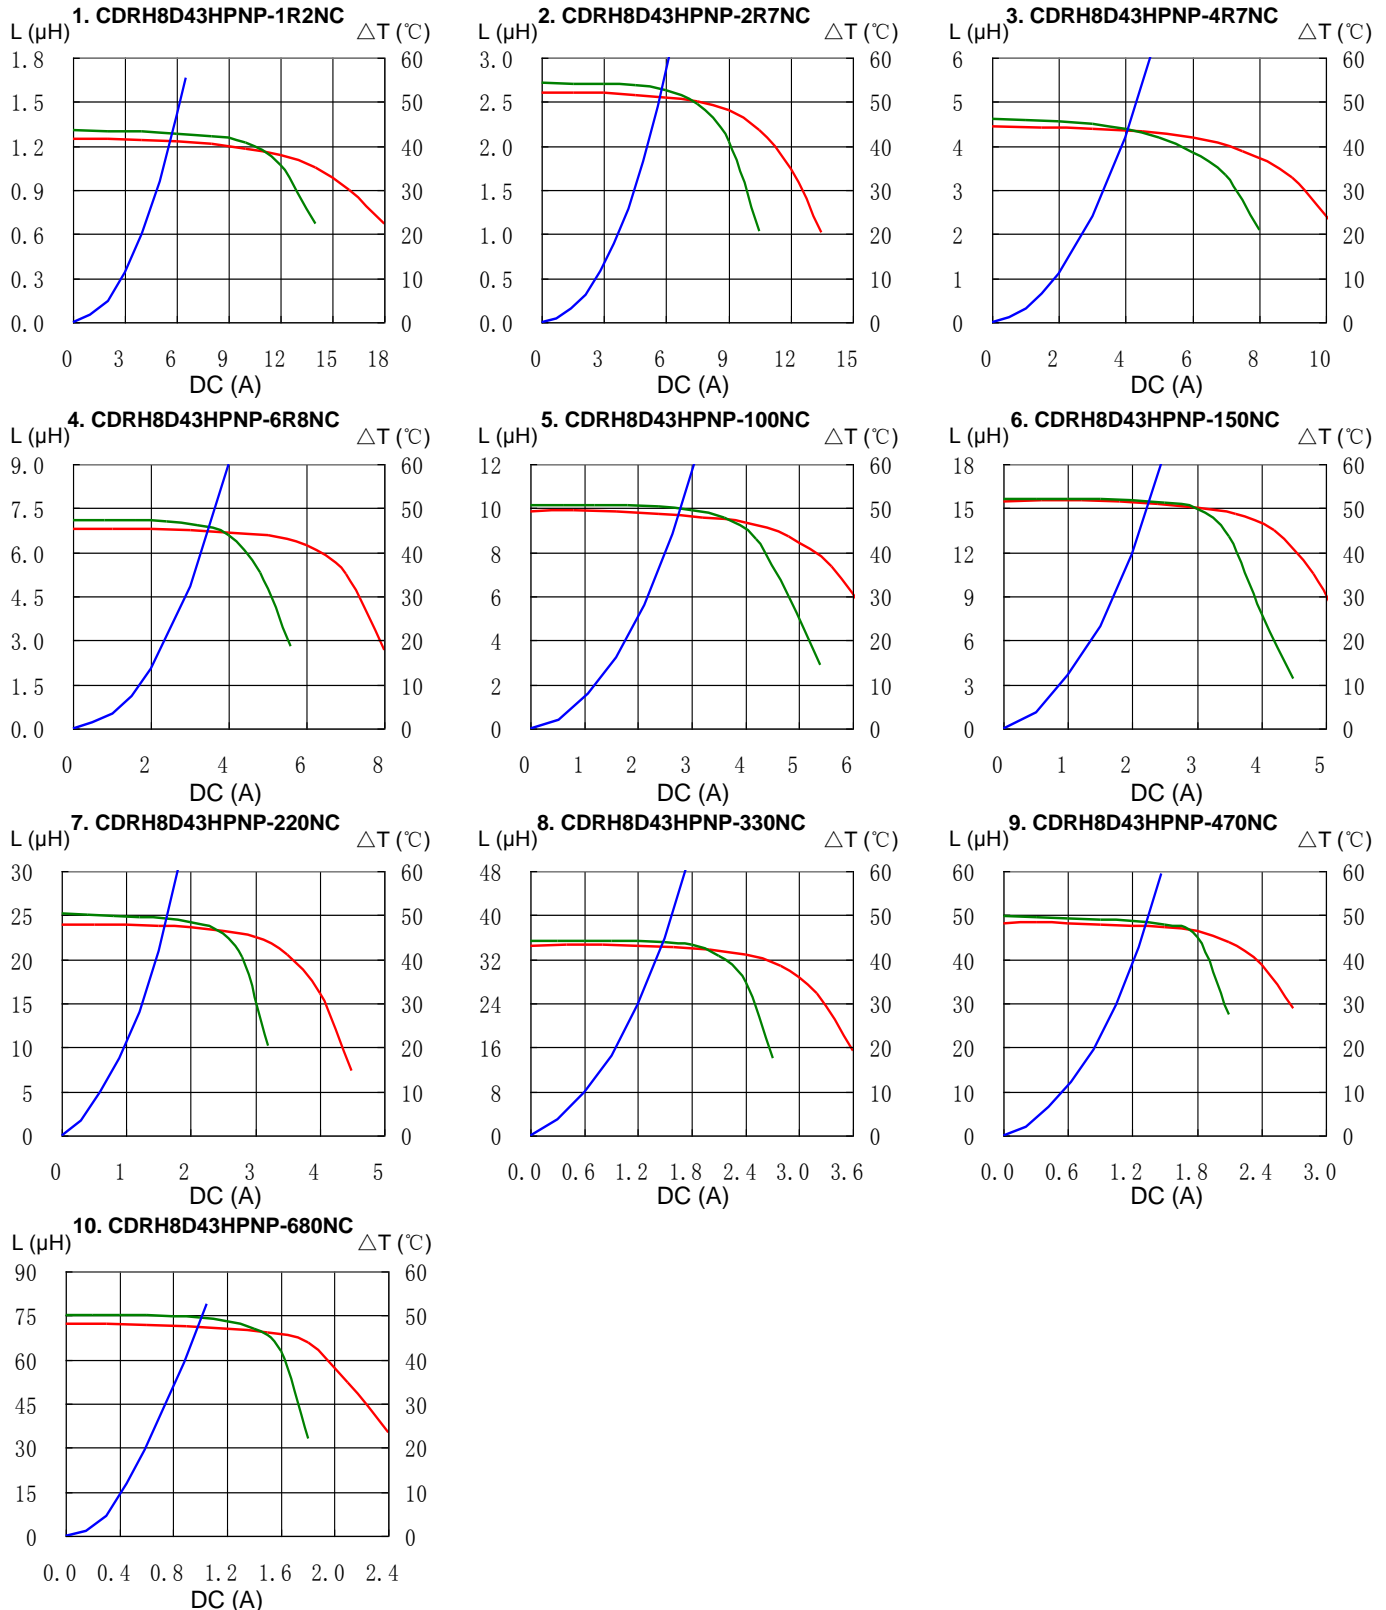 1. CDRH8D43HPNP-1R2NC
L (μH) △T (℃)
1.8 60
1.5 50
1.2 40
0.9 30
0.6 20
0.3 10
0.0 0
0 3 6 9 12 15 18
DC (A)
2. CDRH8D43HPNP-2R7NC
L (μH) △T (℃)
3.0 60
2.5 50
2.0 40
1.5 30
1.0 20
0.5 10
0.0 0
0 3 6 9 12 15
DC (A)
3. CDRH8D43HPNP-4R7NC
L (μH) △T (℃)
6 60
5 50
4 40
3 30
2 20
1 10
0 0
0 2 4 6 8 10
DC (A)
4. CDRH8D43HPNP-6R8NC
L (μH) △T (℃)
9.0 60
7.5 50
6.0 40
4.5 30
3.0 20
1.5 10
0.0 0
0 2 4 6 8
DC (A)
5. CDRH8D43HPNP-100NC
L (μH) △T (℃)
12 60
10 50
8 40
6 30
4 20
2 10
0 0
0 1 2 3 4 5 6
DC (A)
6. CDRH8D43HPNP-150NC
L (μH) △T (℃)
18 60
15 50
12 40
9 30
6 20
3 10
0 0
0 1 2 3 4 5
DC (A)
7. CDRH8D43HPNP-220NC
L (μH) △T (℃)
30 60
25 50
20 40
15 30
10 20
5 10
0 0
0 1 2 3 4 5
DC (A)
8. CDRH8D43HPNP-330NC
L (μH) △T (℃)
48 60
40 50
32 40
24 30
16 20
8 10
0 0
0.0 0.6 1.2 1.8 2.4 3.0 3.6
DC (A)
9. CDRH8D43HPNP-470NC
L (μH) △T (℃)
60 60
50 50
40 40
30 30
20 20
10 10
0 0
0.0 0.6 1.2 1.8 2.4 3.0
DC (A)
10. CDRH8D43HPNP-680NC
L (μH) △T (℃)
90 60
75 50
60 40
45 30
30 20
15 10
0 0
0.0 0.4 0.8 1.2 1.6 2.0 2.4
DC (A)